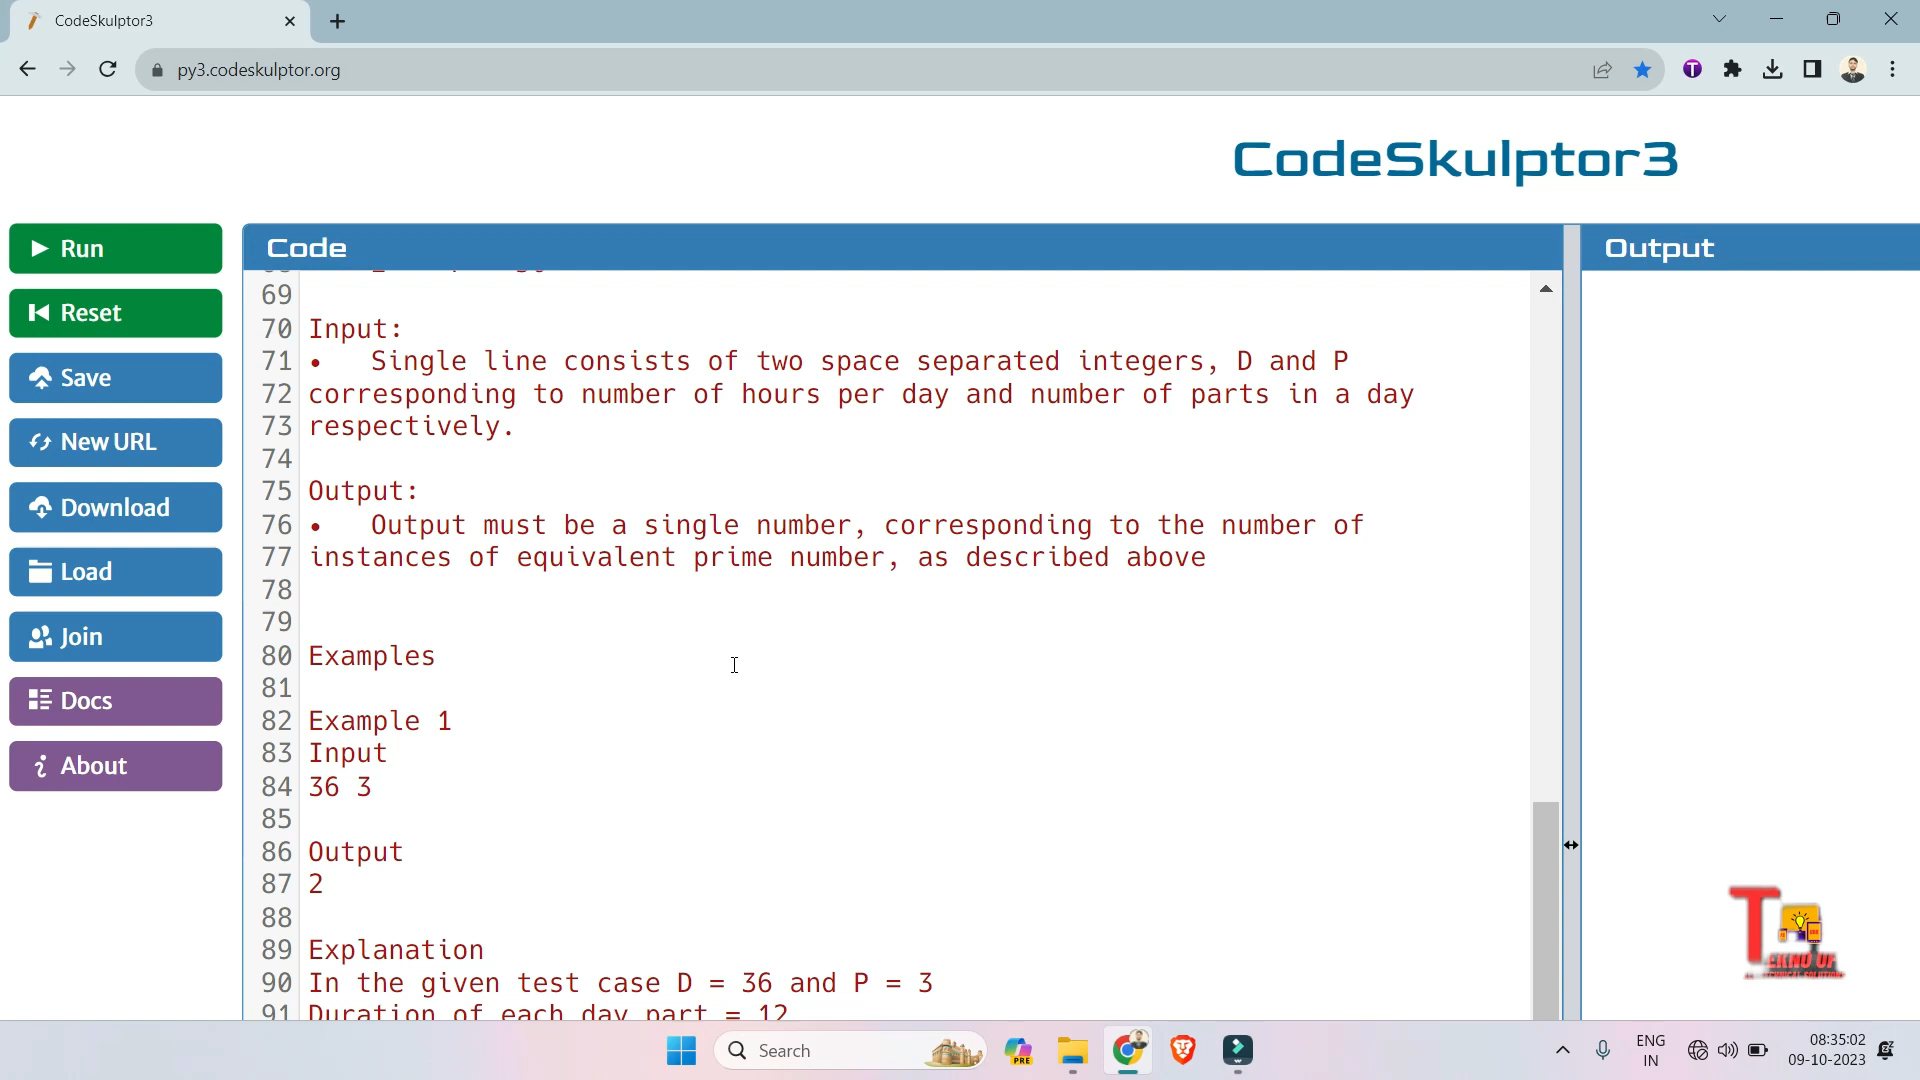 CodeSkulptor3
py3.codeskulptor.org
CodeSkulptor3
Run
Reset
Save
New URL
Download
Load
Join
Docs
About
Code
Output
69
70 Input:
71 • Single line consists of two space separated integers, D and P
72 corresponding to number of hours per day and number of parts in a day
73 respectively.
74
75 Output:
76 • Output must be a single number, corresponding to the number of
77 instances of equivalent prime number, as described above
78
79
80 Examples
81
82 Example 1
83 Input
84 36 3
85
86 Output
87 2
88
89 Explanation
90 In the given test case D = 36 and P = 3
91 Duration of each day part = 12
Search
PRE
ENG
IN
08:35:02
09-10-2023